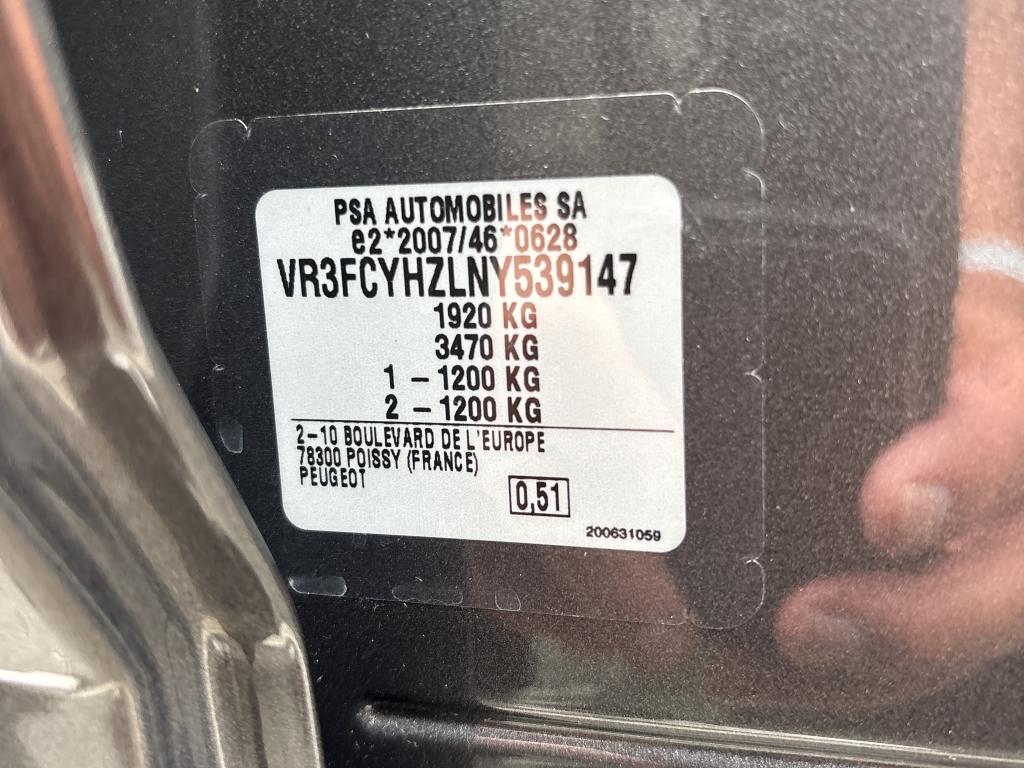 PSA AUTOMOBILES SA
e2*2007/46*0628
VR3FCYHZLNY539147
1920 KG
3470 KG
1 – 1200 KG
2 – 1200 KG
2–10 BOULEVARD DE L'EUROPE
78300 POISSY (FRANCE)
PEUGEOT
0,51
200631059